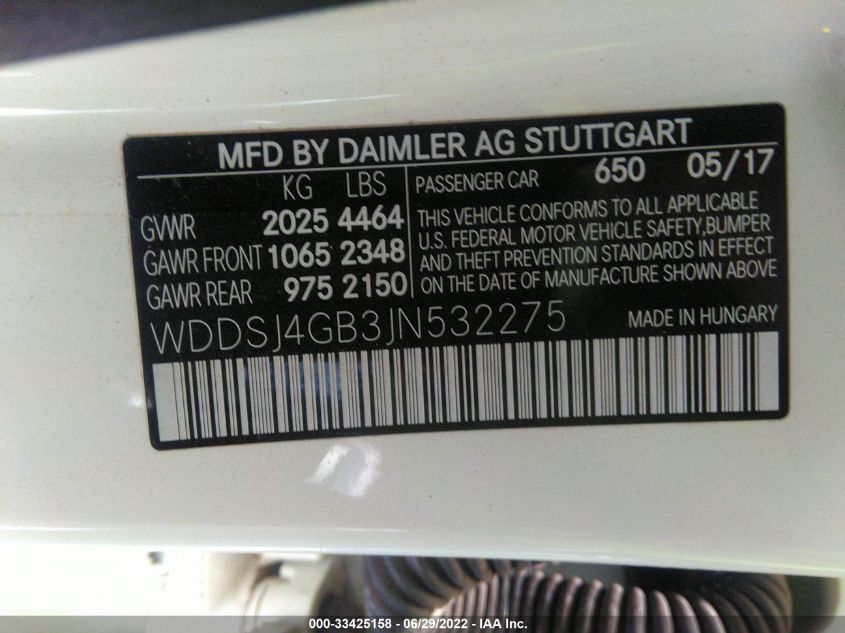 MFD BY DAIMLER AG STUTTGART
KG LBS
GVWR 2025 4464
GAWR FRONT 1065 2348
GAWR REAR 975 2150
PASSENGER CAR 650 05/17
THIS VEHICLE CONFORMS TO ALL APPLICABLE
U.S. FEDERAL MOTOR VEHICLE SAFETY,BUMPER
AND THEFT PREVENTION STANDARDS IN EFFECT
ON THE DATE OF MANUFACTURE SHOWN ABOVE
WDDSJ4GB3JN532275 MADE IN HUNGARY
000-33425158 - 06/29/2022 - IAA Inc.